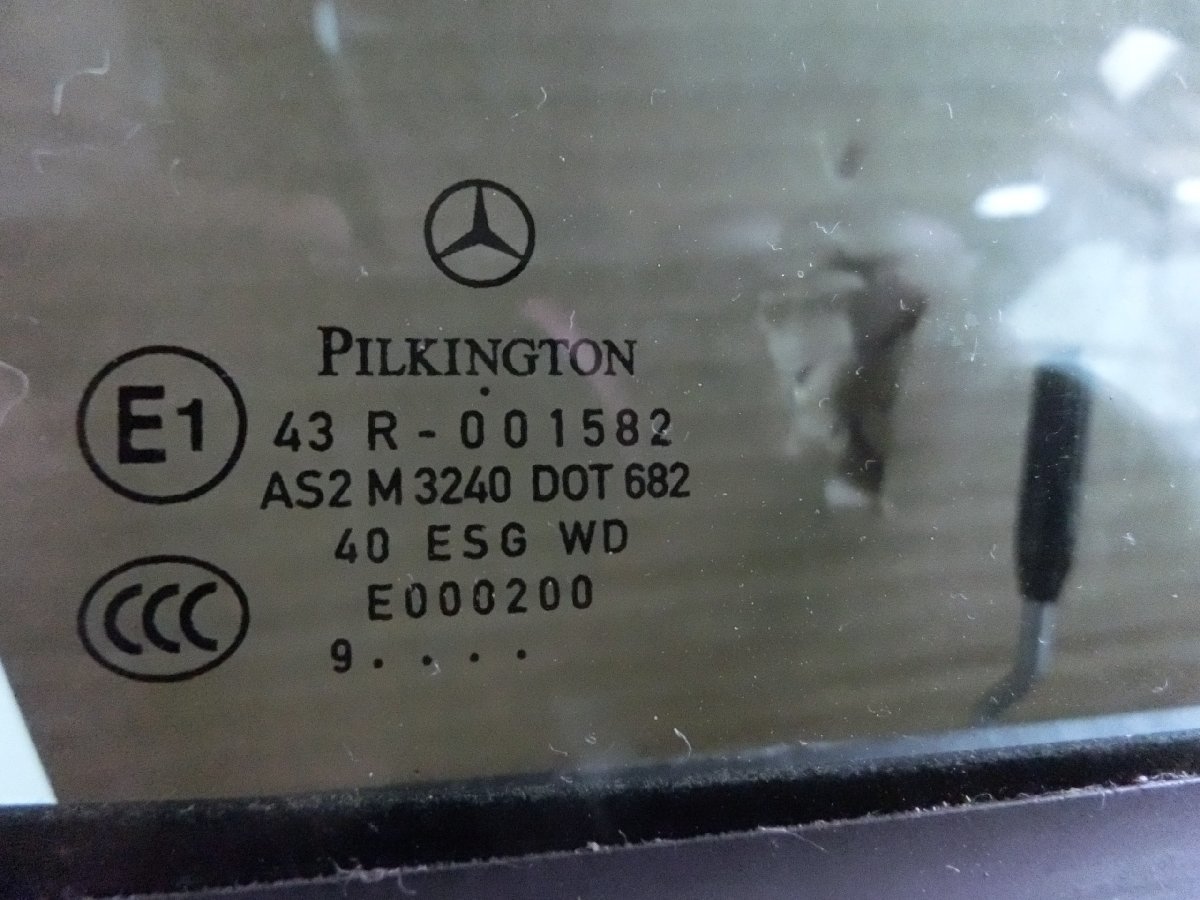 PILKINGTON
E1
43 R - 001582
AS2 M 3240 DOT 682
40 ESG WD
E000200
CCC
9 . . . .